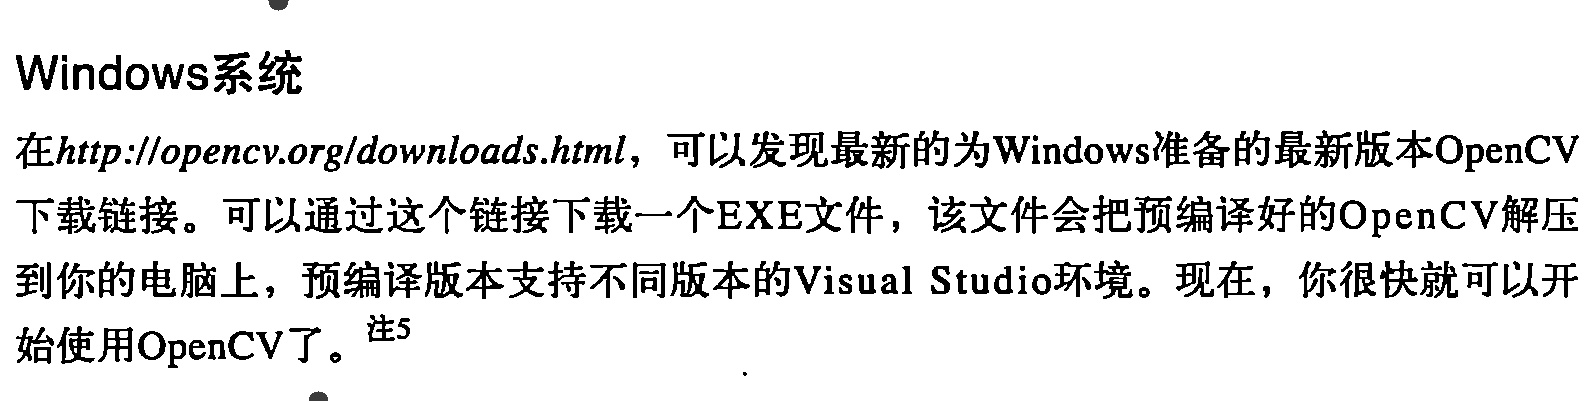 Windows系统
在http://opencv.org/downloads.html，可以发现最新的为Windows准备的最新版本OpenCV
下载链接。可以通过这个链接下载一个EXE文件，该文件会把预编译好的OpenCV解压
到你的电脑上，预编译版本支持不同版本的Visual Studio环境。现在，你很快就可以开
始使用OpenCV了。注5